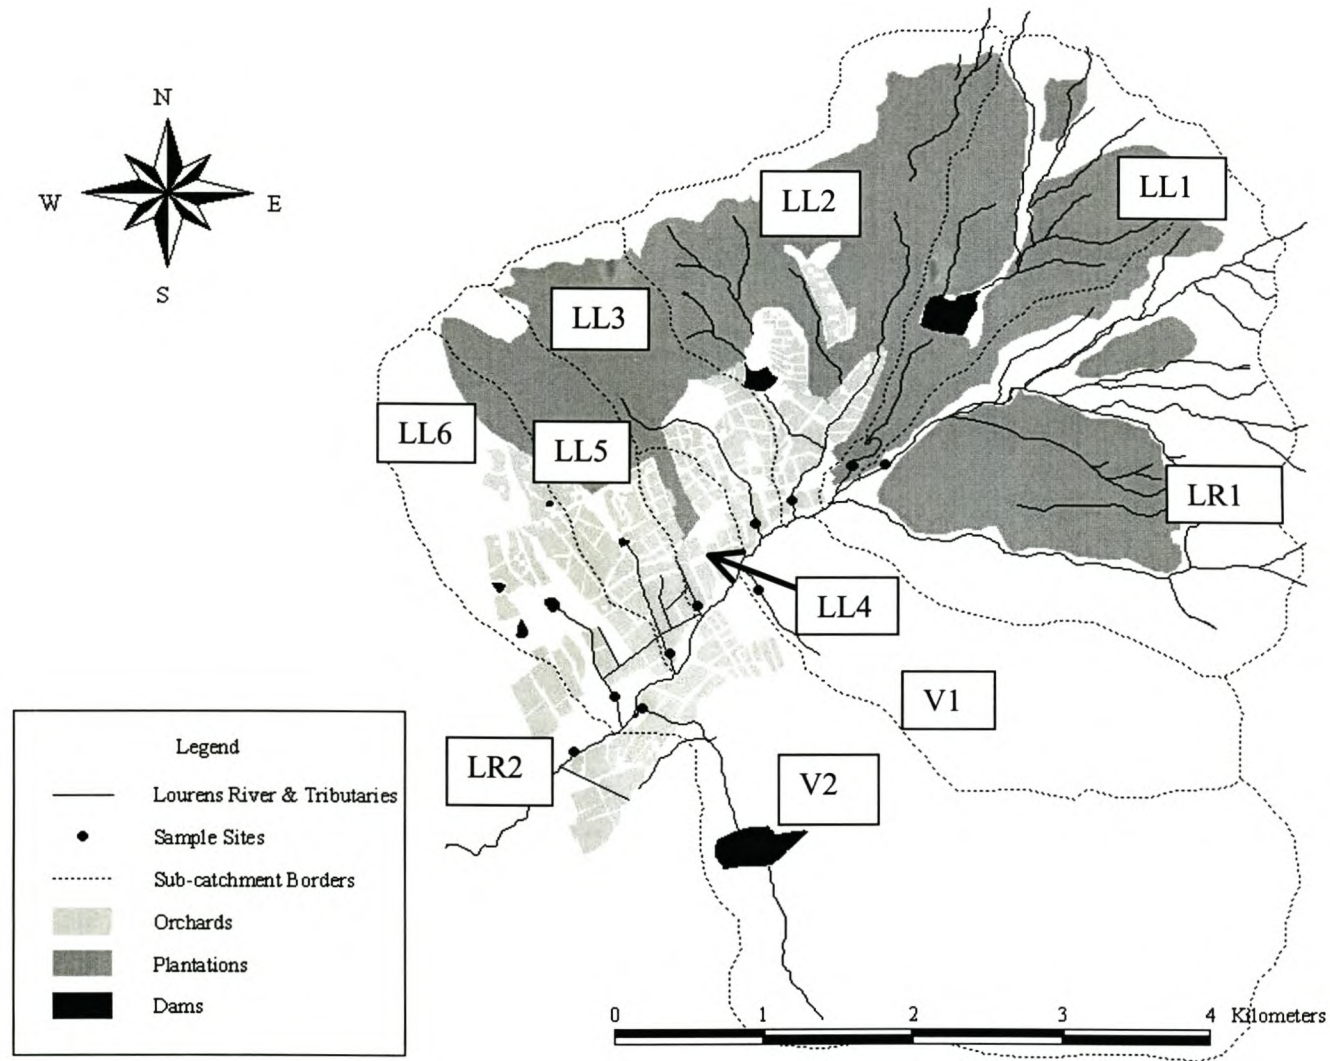 N
W E
S
LL2
LL1
LL3
LL6
LL5
LR1
LL4
V1
LR2
V2
Legend
Lourens River & Tributaries
Sample Sites
Sub-catchment Borders
Orchards
Plantations
Dams
0 1 2 3 4 Kilometers